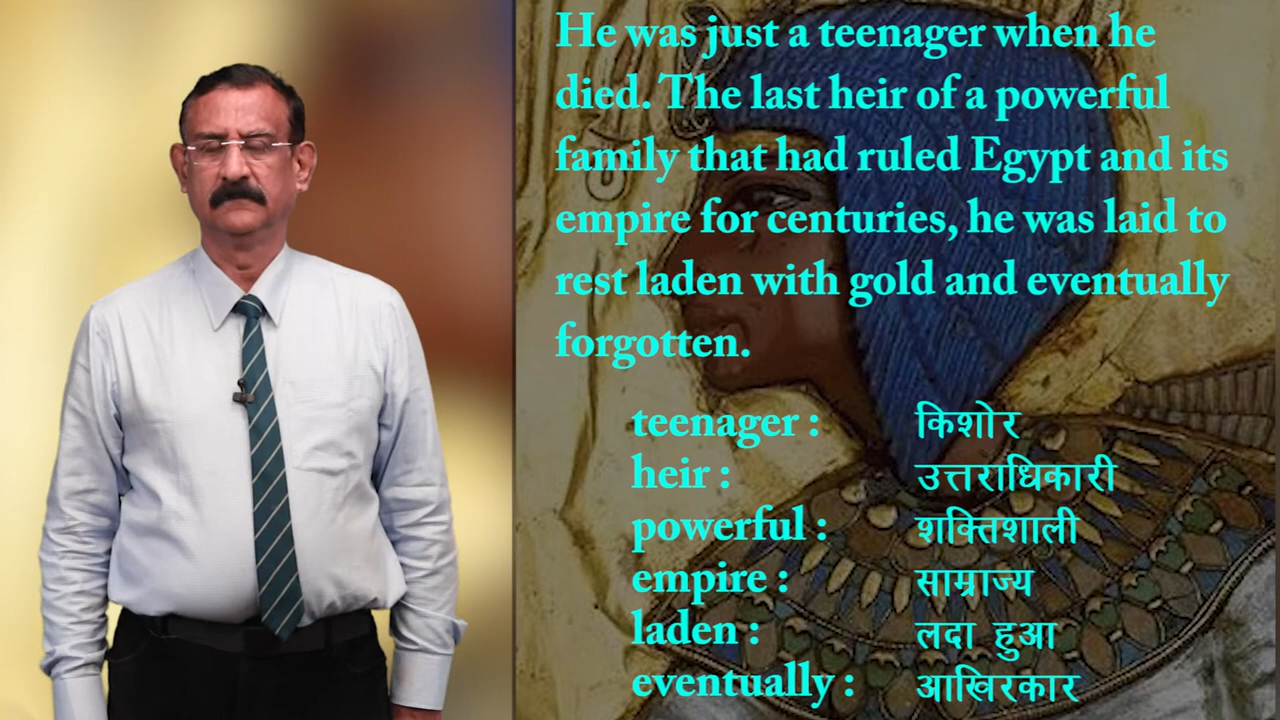 He was just a teenager when he
died. The last heir of a powerful
family that had ruled Egypt and its
empire for centuries, he was laid to
rest laden with gold and eventually
forgotten.
teenager : किशोर
heir : उत्तराधिकारी
powerful : शक्तिशाली
empire : साम्राज्य
laden : लदा हुआ
eventually : आखिरकार